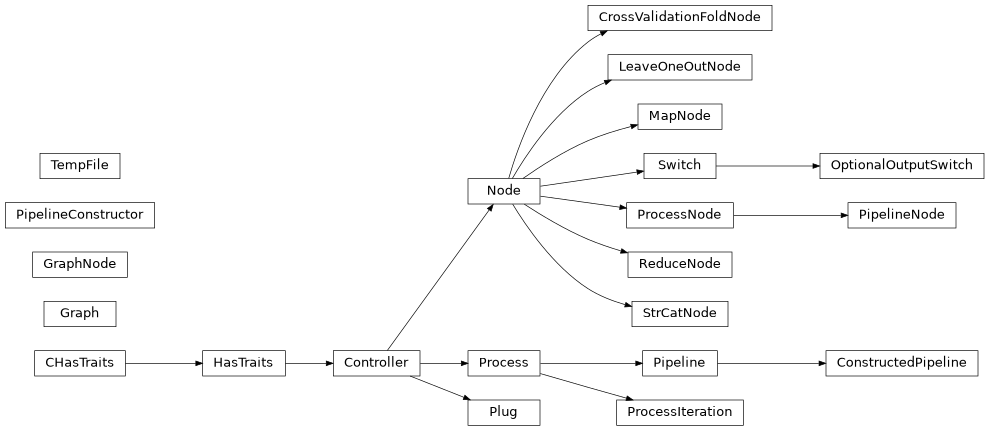 CrossValidationFoldNode
LeaveOneOutNode
MapNode
TempFile
Switch
OptionalOutputSwitch
Node
PipelineConstructor
ProcessNode
PipelineNode
GraphNode
ReduceNode
Graph
StrCatNode
CHasTraits
HasTraits
Controller
Process
Pipeline
ConstructedPipeline
Plug
ProcessIteration